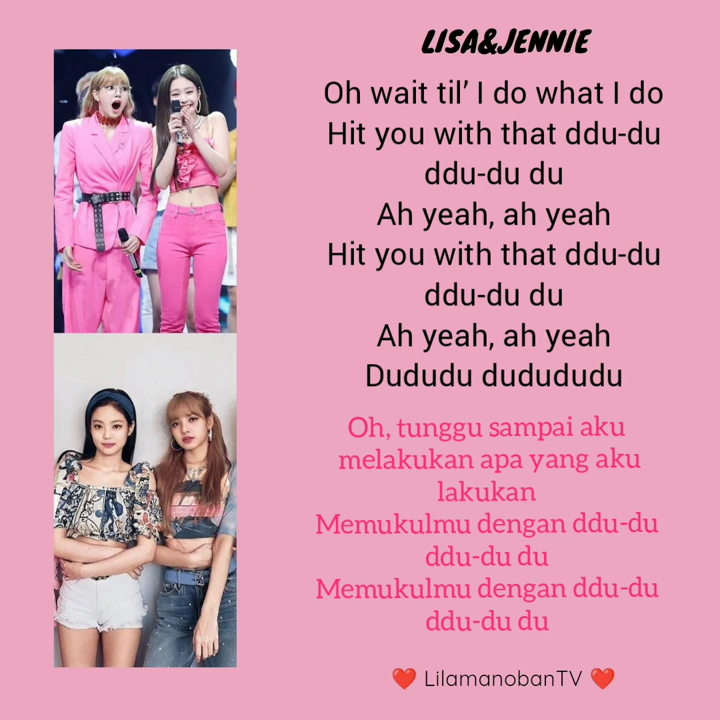 LISA&JENNIE
Oh wait til’ I do what I do
Hit you with that ddu-du
ddu-du du
Ah yeah, ah yeah
Hit you with that ddu-du
ddu-du du
Ah yeah, ah yeah
Dududu dudududu
Oh, tunggu sampai aku
melakukan apa yang aku
lakukan
Memukulmu dengan ddu-du
ddu-du du
Memukulmu dengan ddu-du
ddu-du du
❤️ LilamanobanTV ❤️